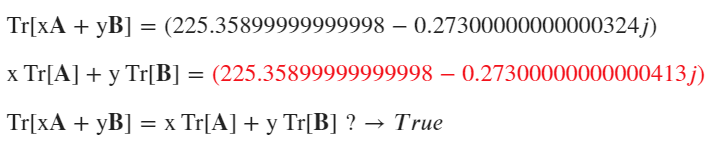 Tr[xA + yB] = (225.35899999999998 − 0.27300000000000324j)
x Tr[A] + y Tr[B] = (225.35899999999998 − 0.27300000000000413j)
Tr[xA + yB] = x Tr[A] + y Tr[B] ? → True